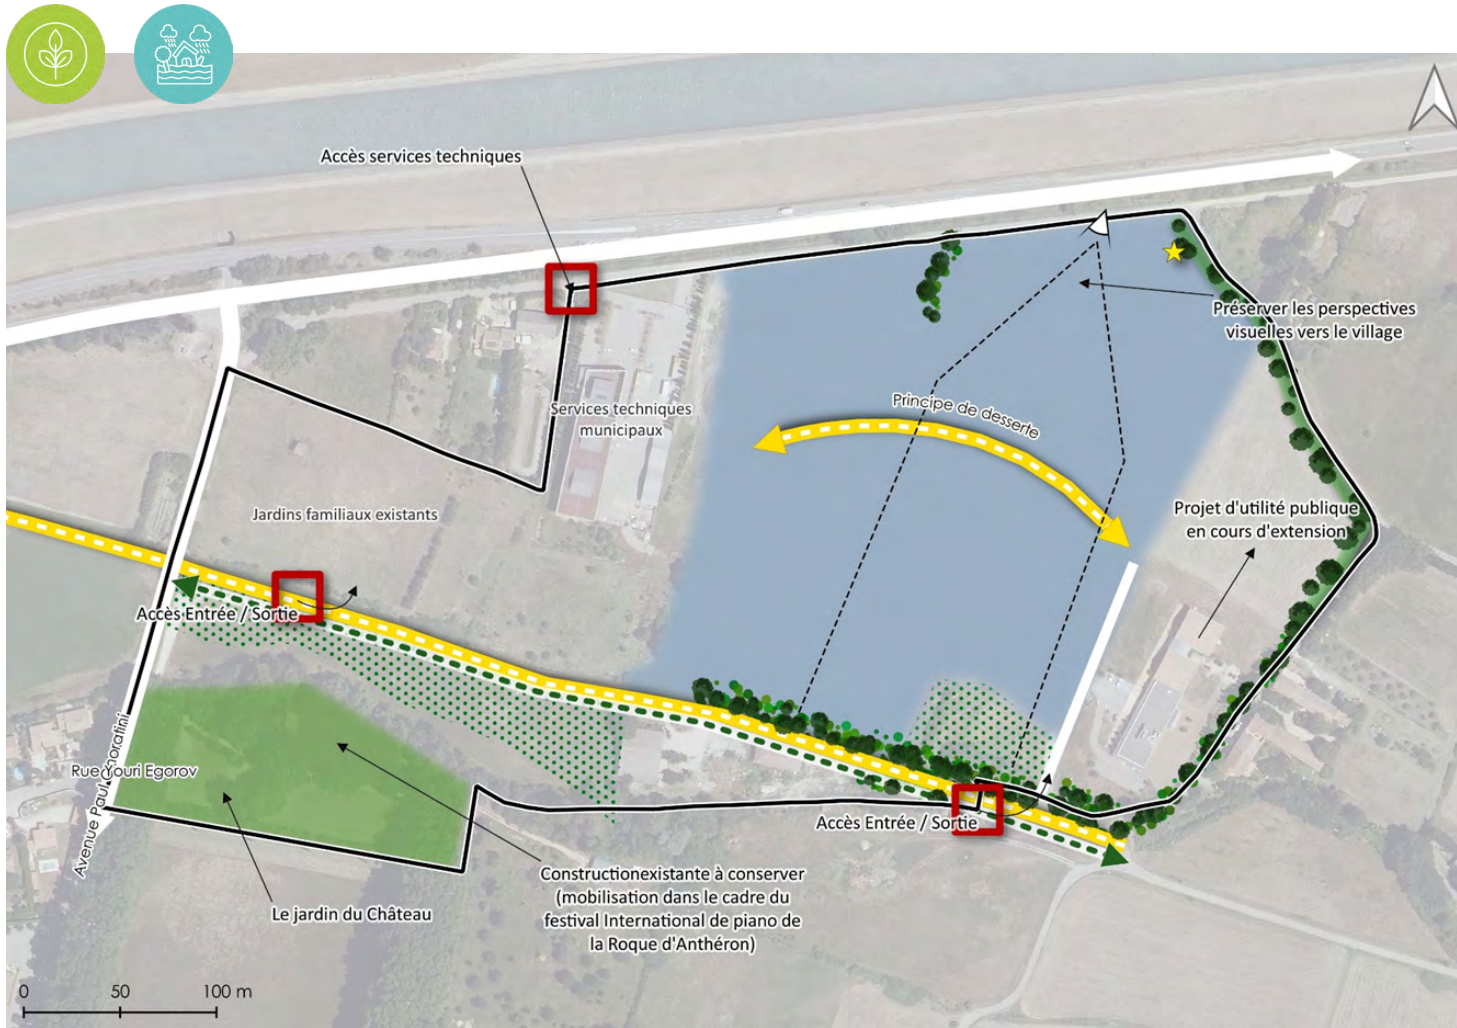 Accès services techniques
Préserver les perspectives
visuelles vers le village
Principe de desserte
Services techniques
municipaux
Projet d'utilité publique
en cours d'extension
Jardins familiaux existants
Accès Entrée / Sortie
Rue Youri Egorov
Avenue Paul Onoratini
Accès Entrée / Sortie
Constructionexistante à conserver
(mobilisation dans le cadre du
festival International de piano de
la Roque d'Anthéron)
Le jardin du Château
0 50 100 m